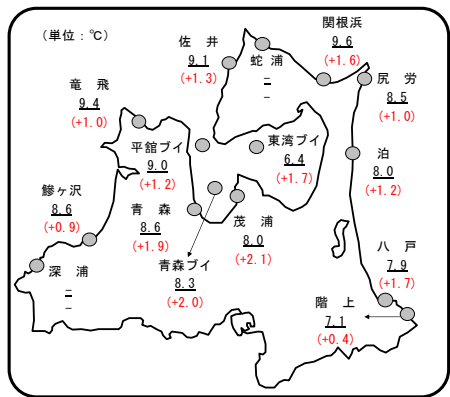 (単位:℃)
佐井
9.1
(+1.3)
蛇浦
－
－
関根浜
9.6
(+1.6)
尻労
8.5
(+1.0)
竜飛
9.4
(+1.0)
平舘ブイ
9.0
(+1.2)
東湾ブイ
6.4
(+1.7)
泊
8.0
(+1.2)
鰺ヶ沢
8.6
(+0.9)
青森
8.6
(+1.9)
茂浦
8.0
(+2.1)
深浦
－
－
青森ブイ
8.3
(+2.0)
八戸
7.9
(+1.7)
階上
7.1
(+0.4)